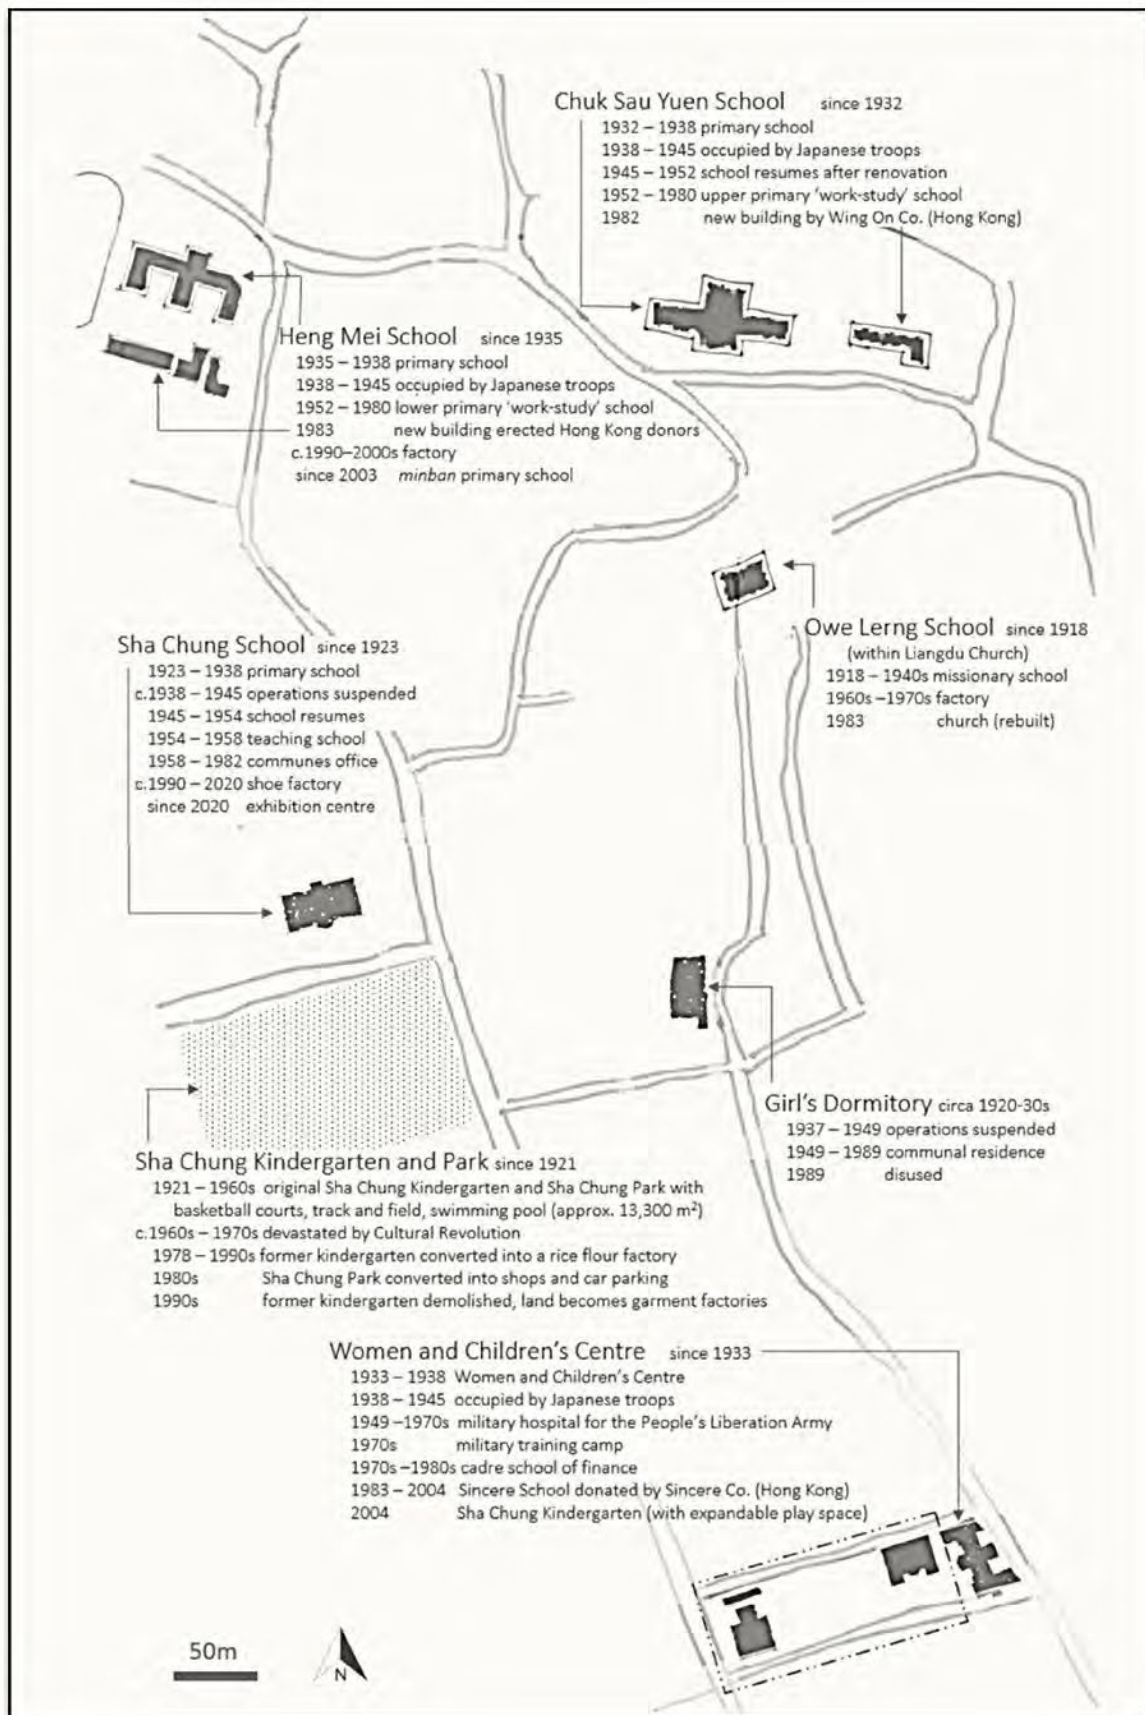 Chuk Sau Yuen School since 1932
1932 – 1938 primary school
1938 – 1945 occupied by Japanese troops
1945 – 1952 school resumes after renovation
1952 – 1980 upper primary 'work-study' school
1982 new building by Wing On Co. (Hong Kong)
Heng Mei School since 1935
1935 – 1938 primary school
1938 – 1945 occupied by Japanese troops
1952 – 1980 lower primary 'work-study' school
1983 new building erected Hong Kong donors
c.1990–2000s factory
since 2003 minban primary school
Owe Lerng School since 1918
(within Liangdu Church)
1918 – 1940s missionary school
1960s –1970s factory
1983 church (rebuilt)
Sha Chung School since 1923
1923 – 1938 primary school
c.1938 – 1945 operations suspended
1945 – 1954 school resumes
1954 – 1958 teaching school
1958 – 1982 communes office
c.1990 – 2020 shoe factory
since 2020 exhibition centre
Girl's Dormitory circa 1920-30s
1937 – 1949 operations suspended
1949 – 1989 communal residence
1989 disused
Sha Chung Kindergarten and Park since 1921
1921 – 1960s original Sha Chung Kindergarten and Sha Chung Park with
basketball courts, track and field, swimming pool (approx. 13,300 m²)
c.1960s – 1970s devastated by Cultural Revolution
1978 – 1990s former kindergarten converted into a rice flour factory
1980s Sha Chung Park converted into shops and car parking
1990s former kindergarten demolished, land becomes garment factories
Women and Children's Centre since 1933
1933 – 1938 Women and Children's Centre
1938 – 1945 occupied by Japanese troops
1949 –1970s military hospital for the People's Liberation Army
1970s military training camp
1970s –1980s cadre school of finance
1983 – 2004 Sincere School donated by Sincere Co. (Hong Kong)
2004 Sha Chung Kindergarten (with expandable play space)
50m
N